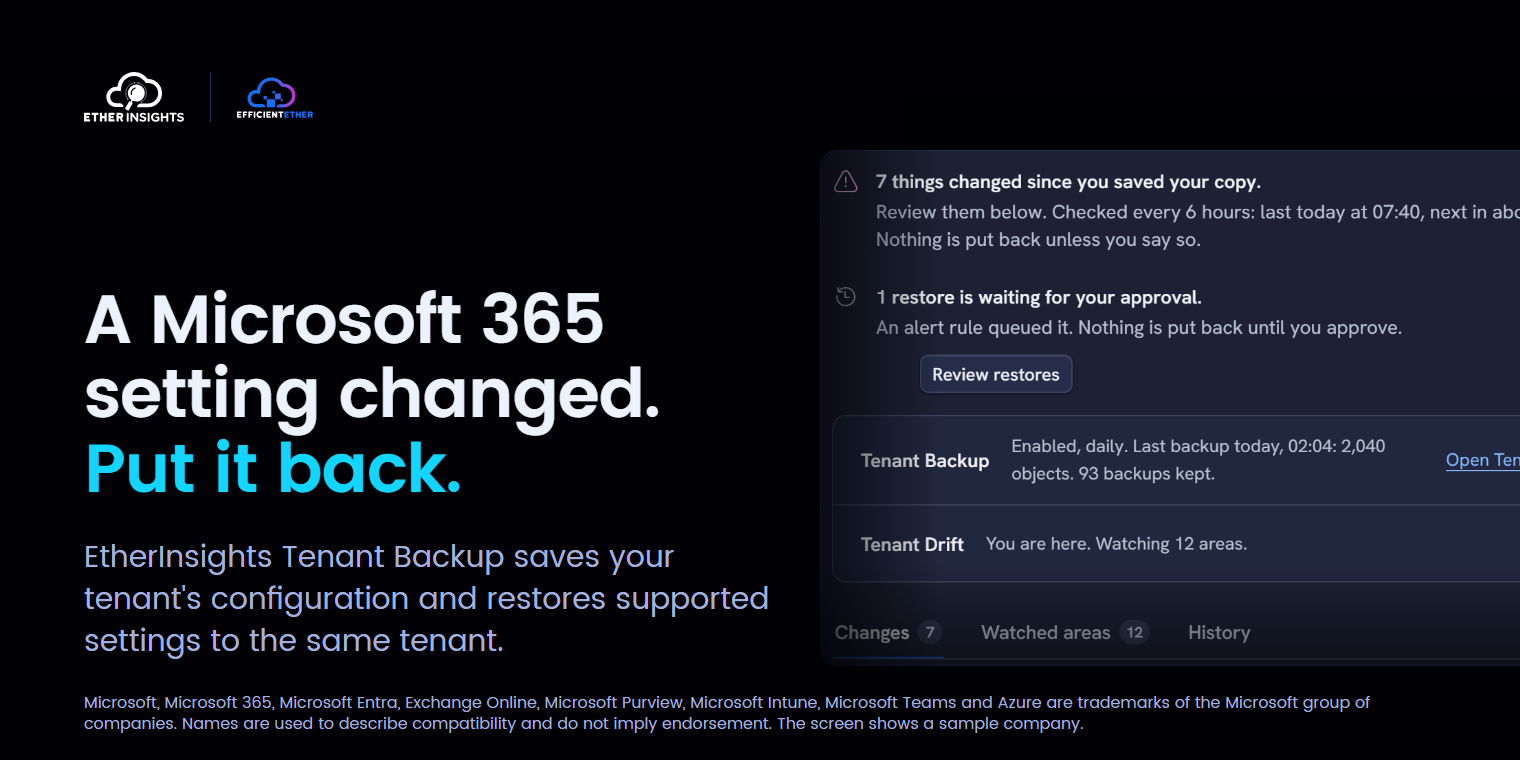 ETHER INSIGHTS
EFFICIENTETHER
A Microsoft 365
setting changed.
Put it back.
EtherInsights Tenant Backup saves your
tenant's configuration and restores supported
settings to the same tenant.
7 things changed since you saved your copy.
Review them below. Checked every 6 hours: last today at 07:40, next in abo
Nothing is put back unless you say so.
1 restore is waiting for your approval.
An alert rule queued it. Nothing is put back until you approve.
Review restores
Tenant Backup
Enabled, daily. Last backup today, 02:04: 2,040
objects. 93 backups kept.
Open Ten
Tenant Drift
You are here. Watching 12 areas.
Changes 7 Watched areas 12 History
Microsoft, Microsoft 365, Microsoft Entra, Exchange Online, Microsoft Purview, Microsoft Intune, Microsoft Teams and Azure are trademarks of the Microsoft group of
companies. Names are used to describe compatibility and do not imply endorsement. The screen shows a sample company.